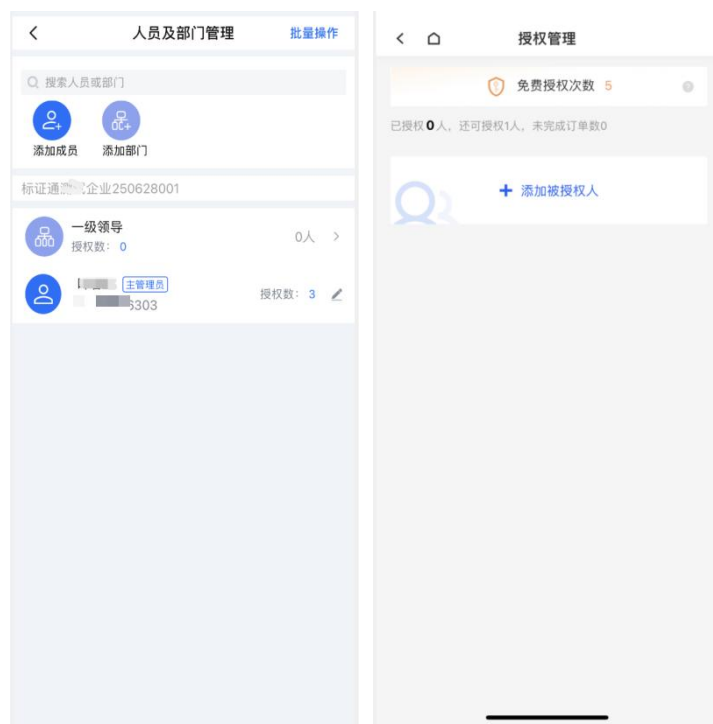 人员及部门管理
批量操作
搜索人员或部门
添加成员
添加部门
标证通 企业250628001
一级领导
授权数: 0
0人
主管理员
6303
授权数: 3
授权管理
免费授权次数 5
已授权0人，还可授权1人，未完成订单数0
添加被授权人